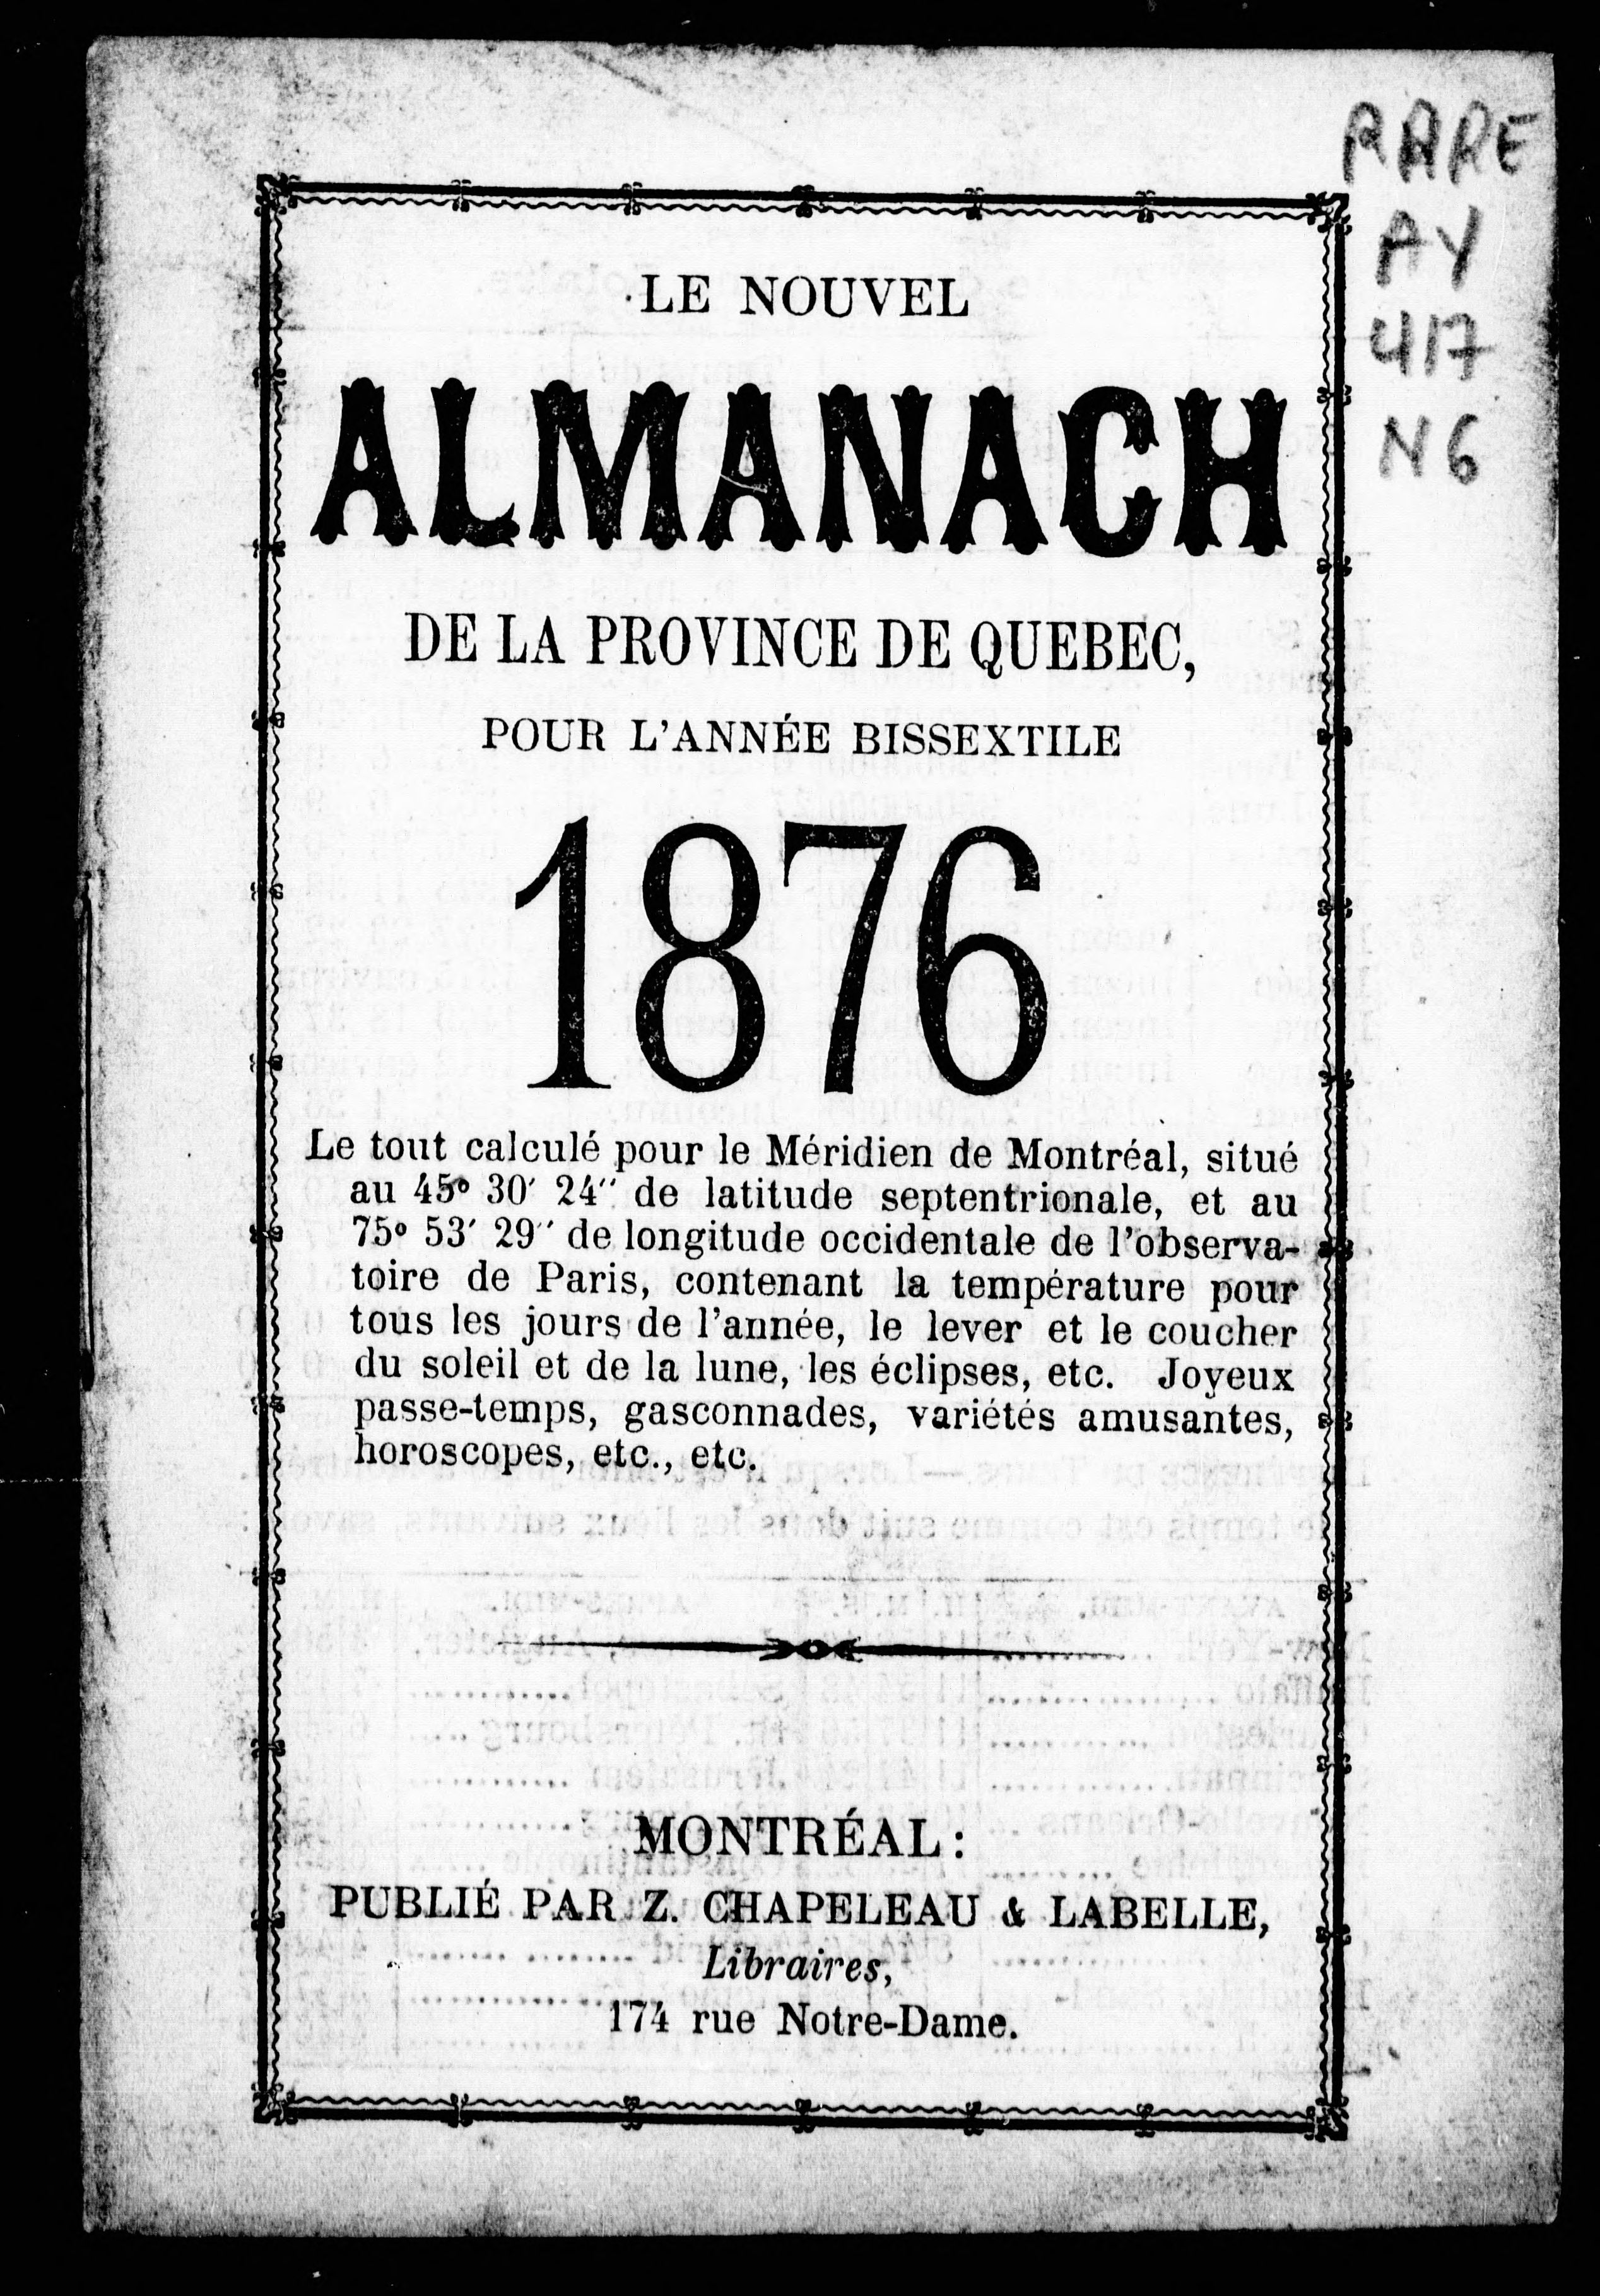 RARE
AY
417
N6
LE NOUVEL
ALMANACH
DE LA PROVINCE DE QUEBEC,
POUR L'ANNÉE BISSEXTILE
1876
Le tout calculé pour le Méridien de Montréal, situé
au 45º 30′ 24″ de latitude septentrionale, et au
75º 53′ 29″ de longitude occidentale de l'observa-
toire de Paris, contenant la température pour
tous les jours de l'année, le lever et le coucher
du soleil et de la lune, les éclipses, etc. Joyeux
passe-temps, gasconnades, variétés amusantes,
horoscopes, etc., etc.
MONTRÉAL:
PUBLIÉ PAR Z. CHAPELEAU & LABELLE,
Libraires,
174 rue Notre-Dame.